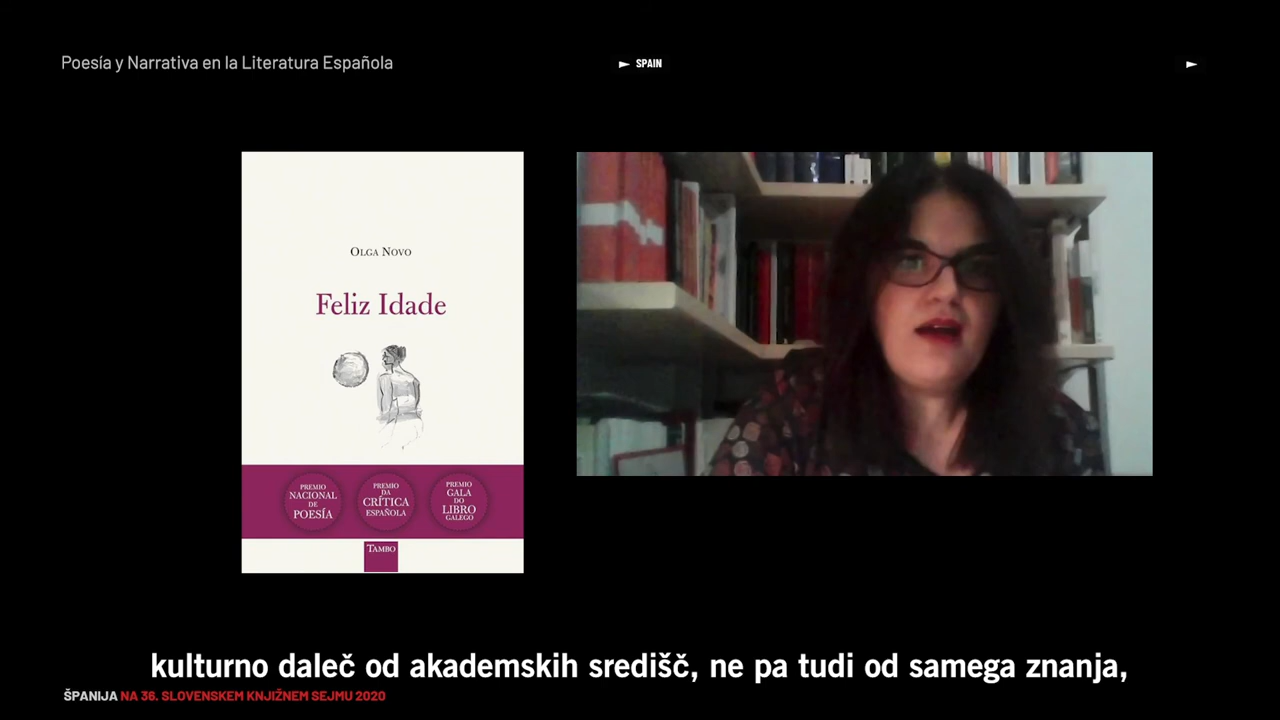 Poesía y Narrativa en la Literatura Española
SPAIN
OLGA NOVO
Feliz Idade
PREMIO
NACIONAL
DE
POESÍA
PREMIO
DA
CRÍTICA
ESPAÑOLA
PREMIO
GALA
DO
LIBRO
GALEGO
TAMBO
kulturno daleč od akademskih središč, ne pa tudi od samega znanja,
ŠPANIJA NA 36. SLOVENSKEM KNJIŽNEM SEJMU 2020